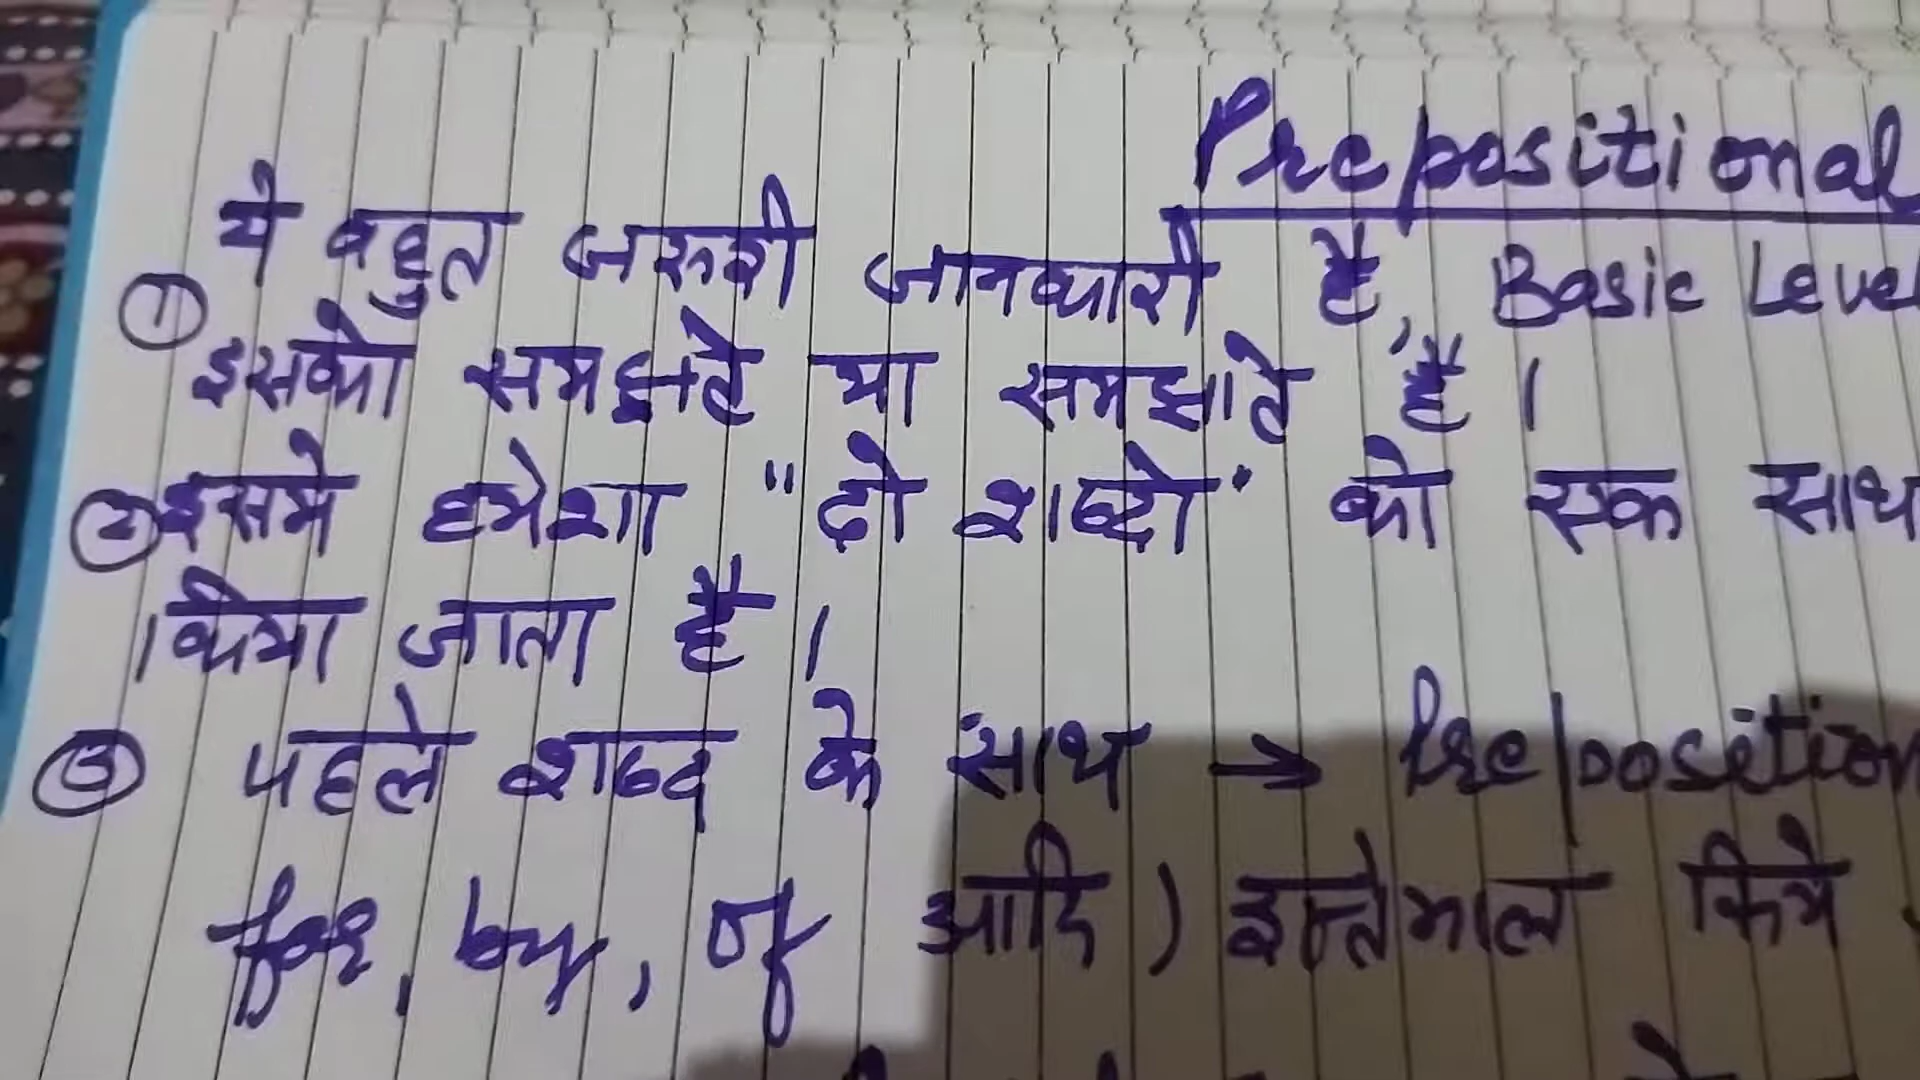 Prepositional
ये बहुत जरुरी जानकारी है, Basic Level
① इसको समझते या समझाते है ।
② इसमे हमेशा "दो शब्दो" को एक साथ
किया जाता है ।
③ पहले शब्द के साथ → Preposition
for, by, of आदि ) इस्तेमाल किये